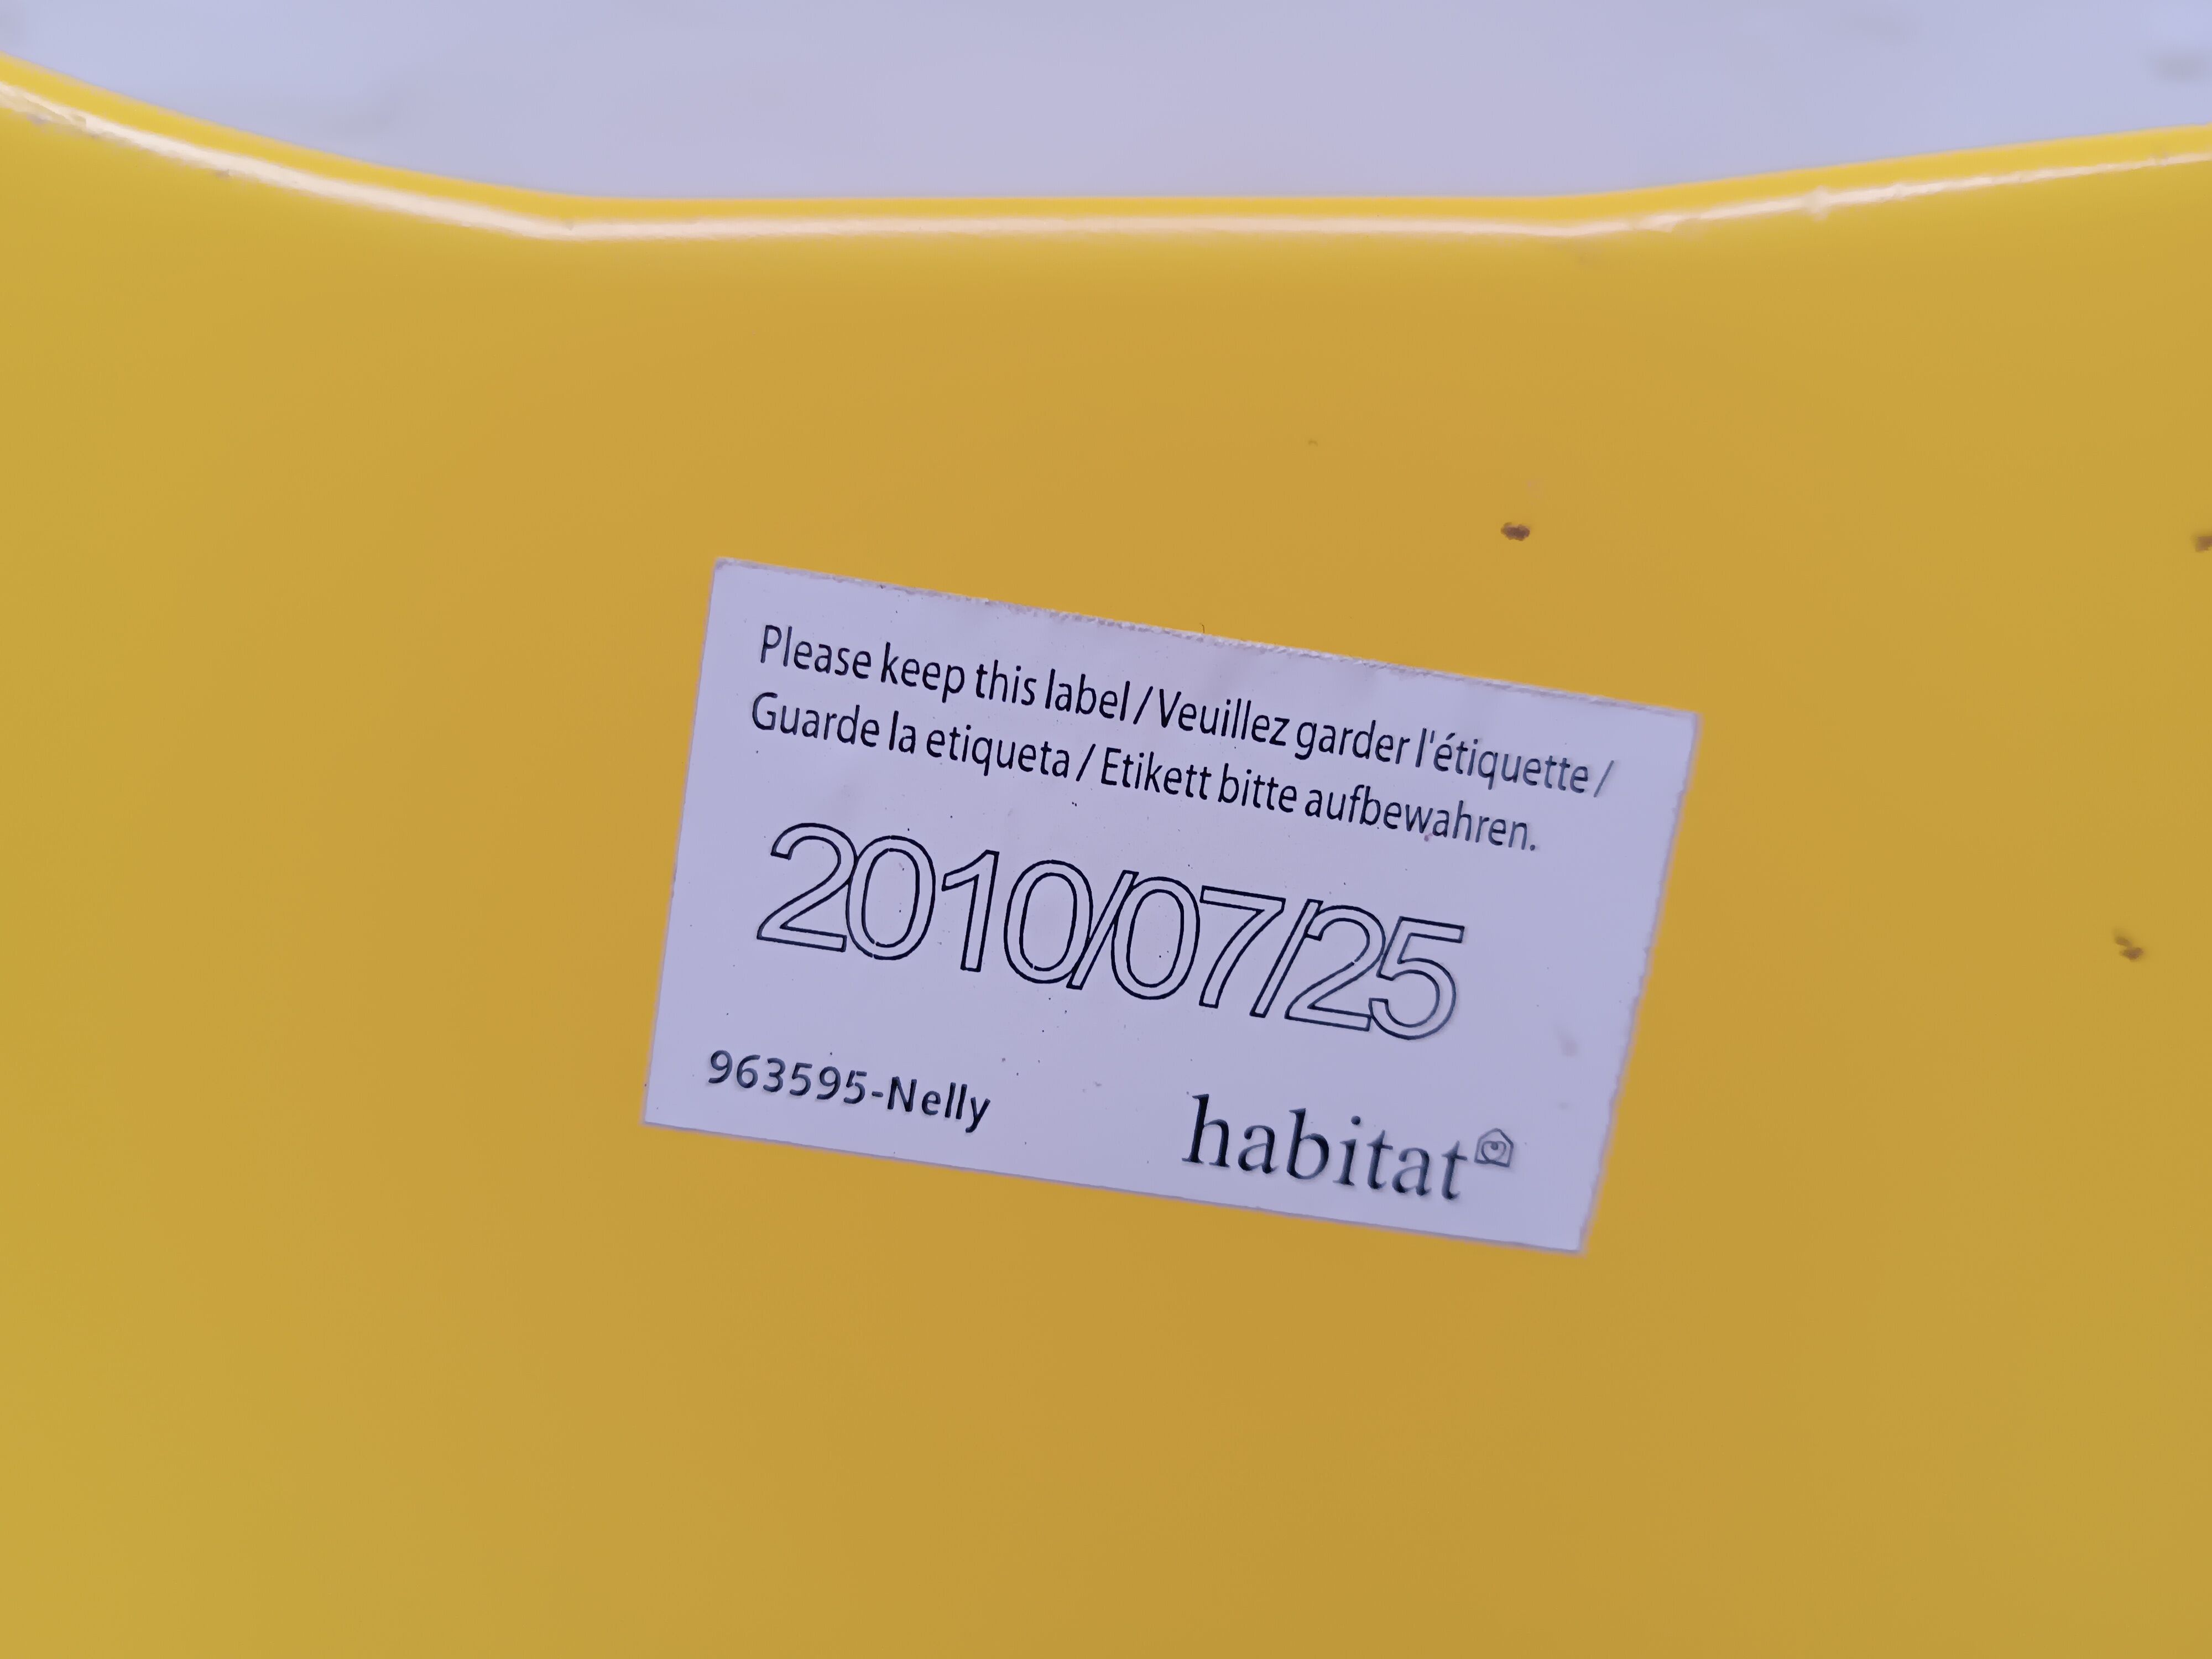 Please keep this label / Veuillez garder l'étiquette /
Guarde la etiqueta / Etikett bitte aufbewahren.
2010/07/25
963595-Nelly
habitat